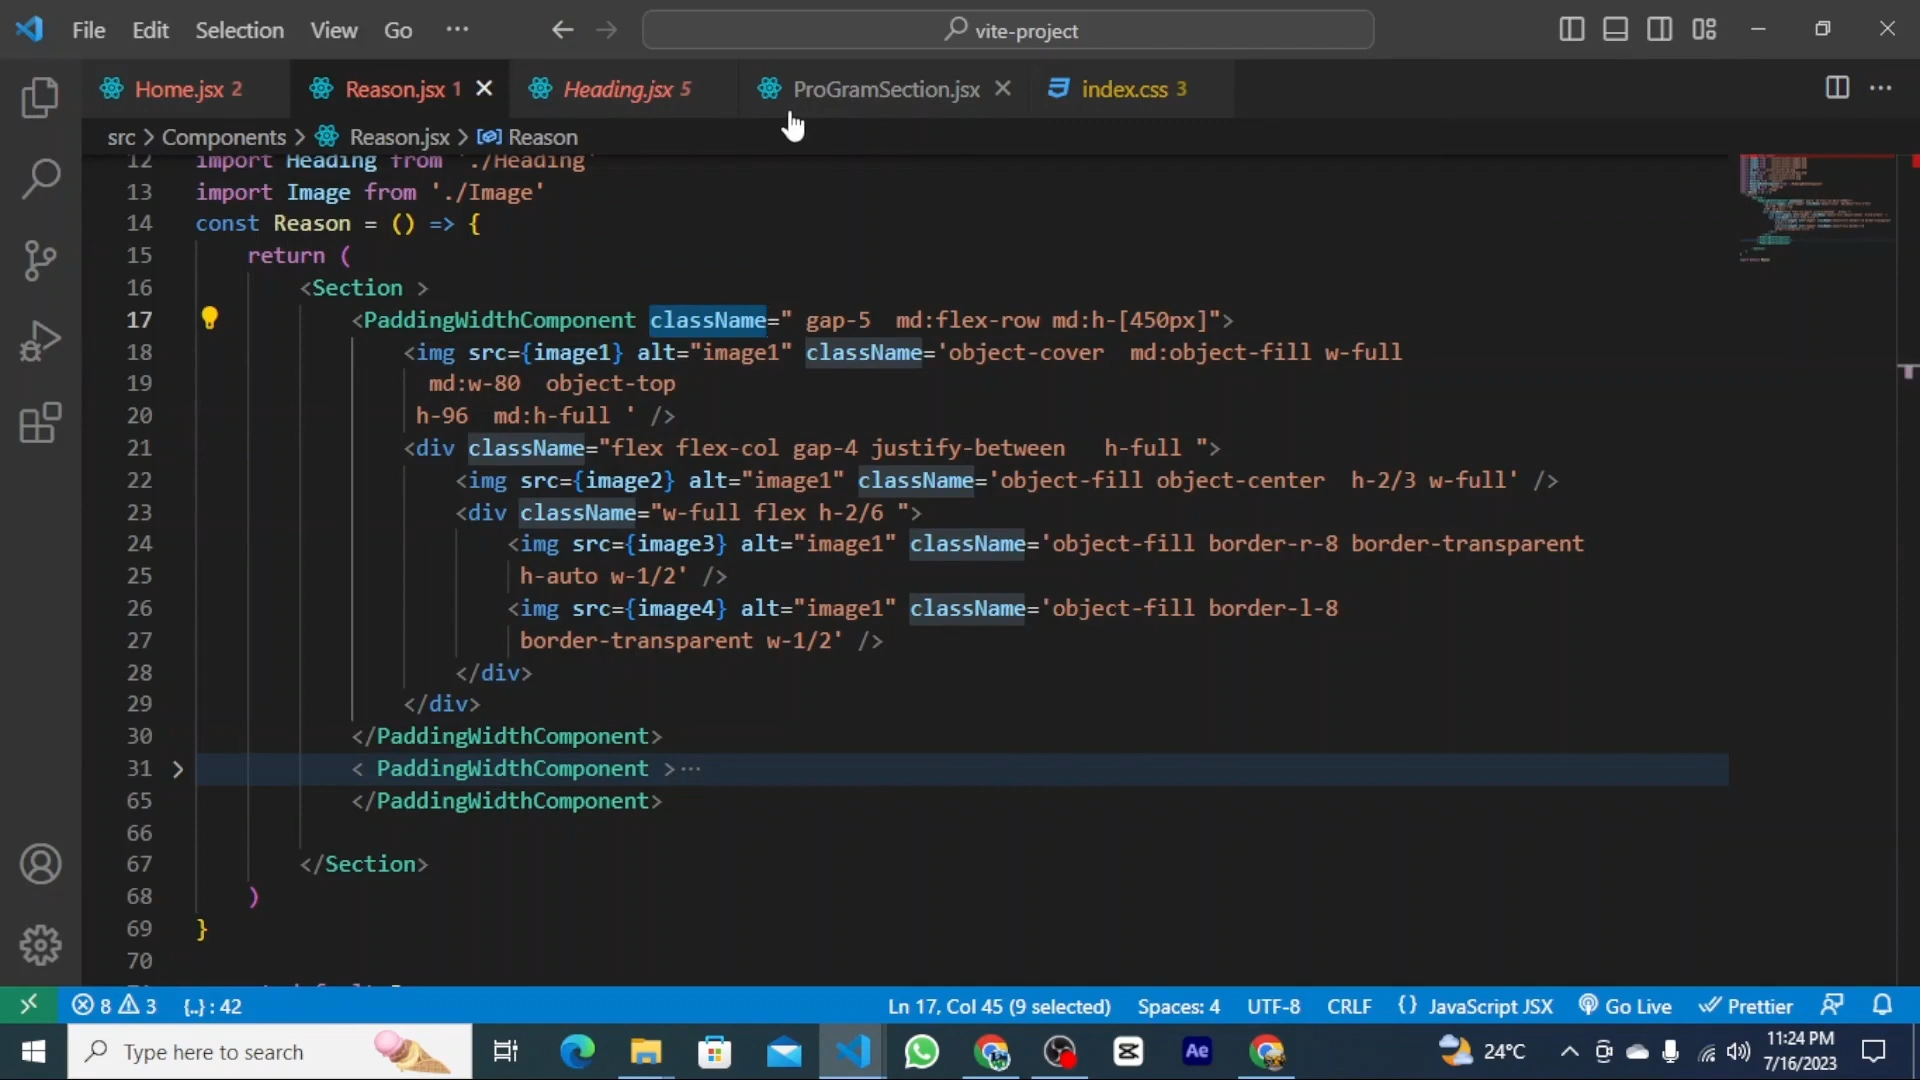 File Edit Selection View Go ··· vite-project
Home.jsx 2 Reason.jsx 1 Heading.jsx 5 ProGramSection.jsx index.css 3
src > Components > Reason.jsx > Reason
12 import Heading from './Heading'
13 import Image from './Image'
14 const Reason = () => {
15 return (
16 <Section >
17 <PaddingWidthComponent className=" gap-5  md:flex-row md:h-[450px]">
18 <img src={image1} alt="image1" className='object-cover  md:object-fill w-full
19 md:w-80  object-top
20 h-96  md:h-full ' />
21 <div className="flex flex-col gap-4 justify-between   h-full ">
22 <img src={image2} alt="image1" className='object-fill object-center  h-2/3 w-full' />
23 <div className="w-full flex h-2/6 ">
24 <img src={image3} alt="image1" className='object-fill border-r-8 border-transparent
25 h-auto w-1/2' />
26 <img src={image4} alt="image1" className='object-fill border-l-8
27 border-transparent w-1/2' />
28 </div>
29 </div>
30 </PaddingWidthComponent>
31 < PaddingWidthComponent >···
65 </PaddingWidthComponent>
66
67 </Section>
68 )
69 }
70
8 3 {..} : 42 Ln 17, Col 45 (9 selected) Spaces: 4 UTF-8 CRLF {} JavaScript JSX Go Live Prettier
Type here to search Ae 24°C 11:24 PM
7/16/2023